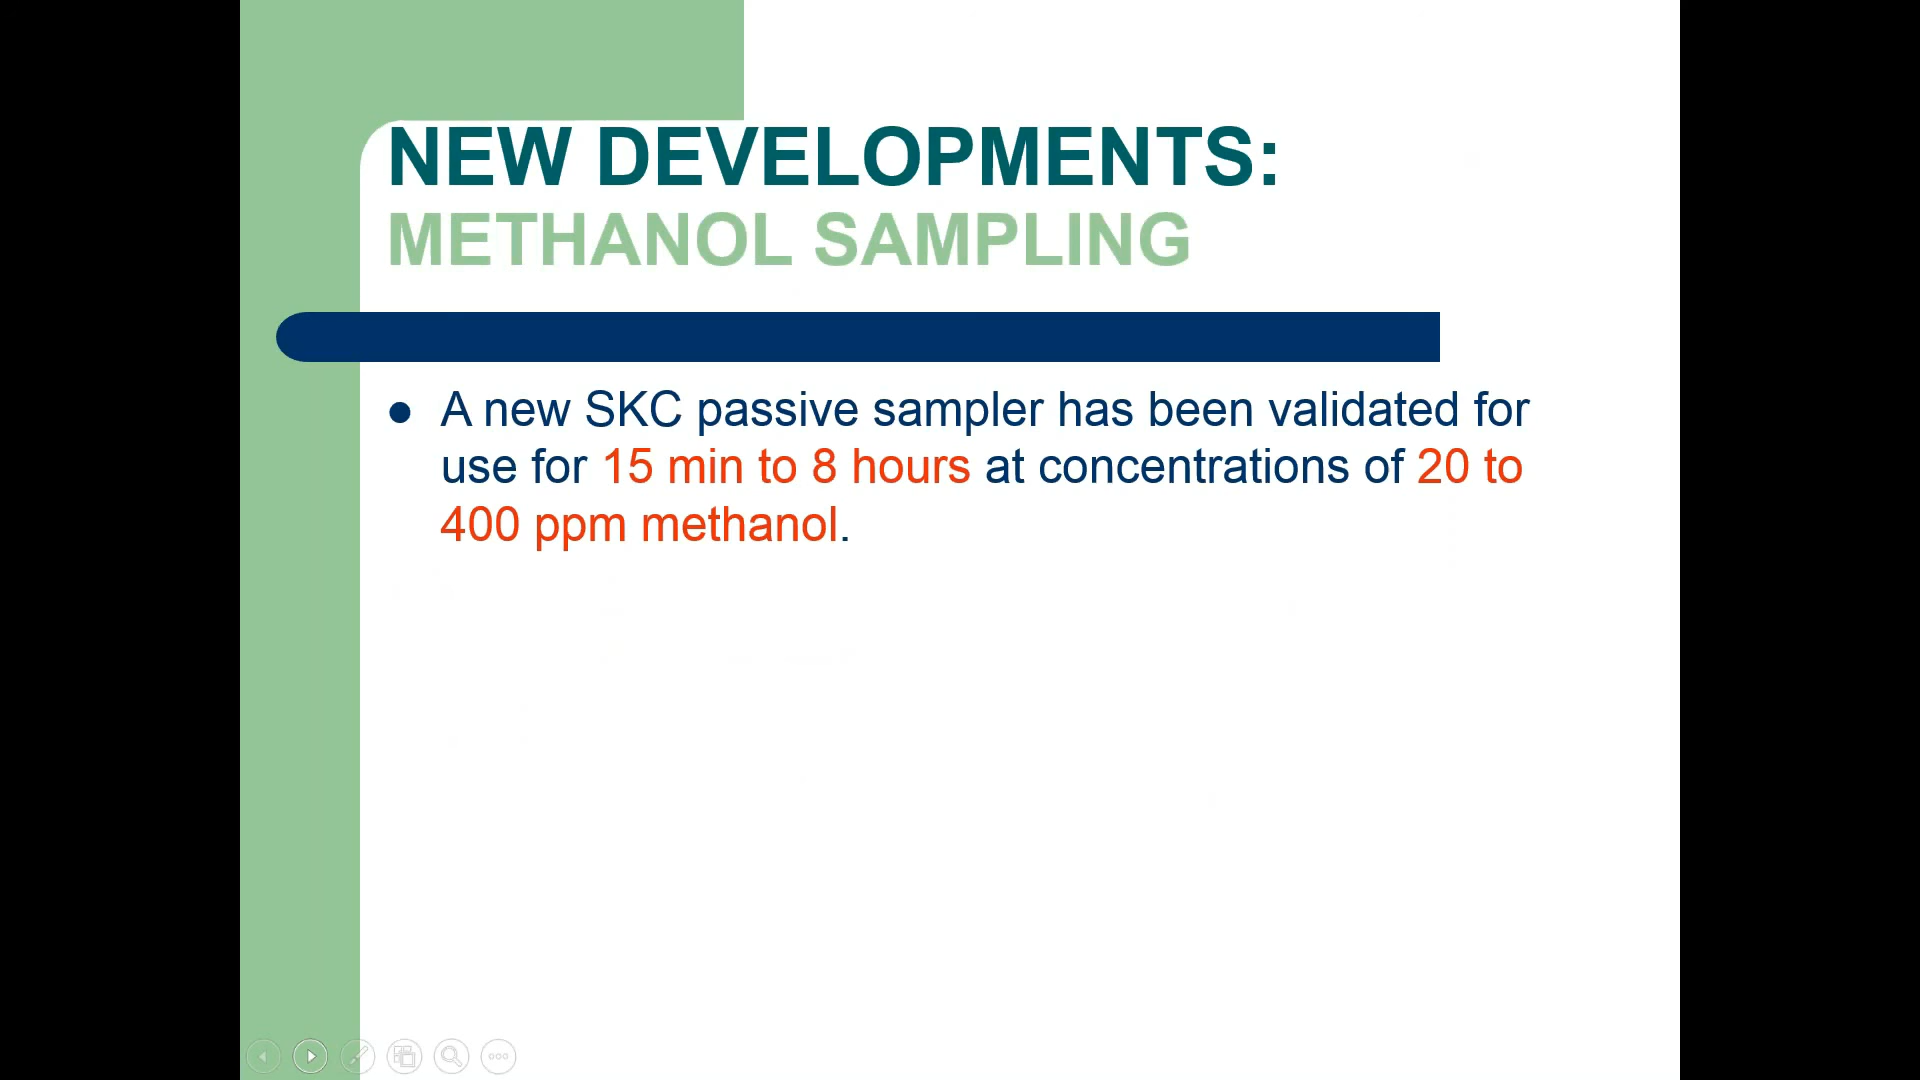 NEW DEVELOPMENTS:
METHANOL SAMPLING
● A new SKC passive sampler has been validated for
use for 15 min to 8 hours at concentrations of 20 to
400 ppm methanol.